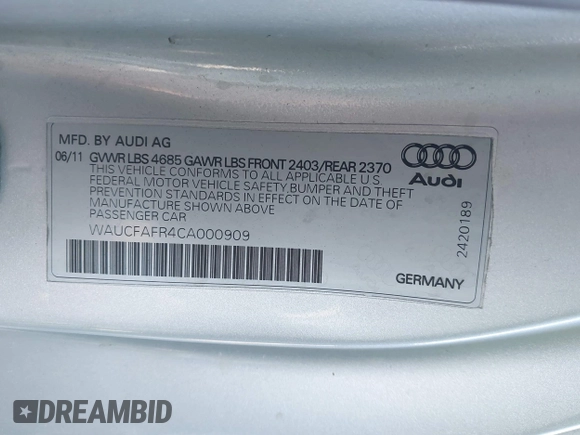 MFD. BY AUDI AG
06/11 GVWR LBS 4685 GAWR LBS FRONT 2403/REAR 2370
THIS VEHICLE CONFORMS TO ALL APPLICABLE U.S.
FEDERAL MOTOR VEHICLE SAFETY, BUMPER AND THEFT
PREVENTION STANDARDS IN EFFECT ON THE DATE OF
MANUFACTURE SHOWN ABOVE
PASSENGER CAR
WAUCFAFR4CA000909
Audi
2420189
GERMANY
DREAMBID